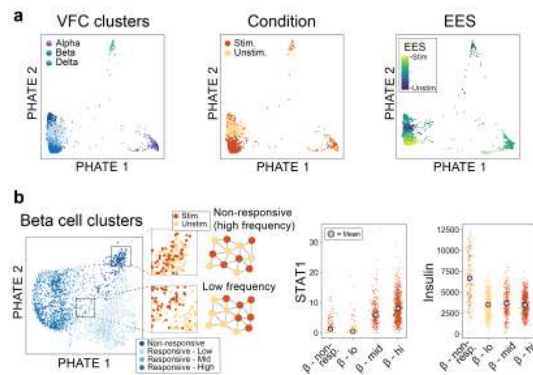 a
VFC clusters
Condition
EES
Alpha
Beta
Delta
Stim.
Unstim.
EES
Stim
Unstim.
PHATE 2
PHATE 2
PHATE 2
PHATE 1
PHATE 1
PHATE 1
b
Beta cell clusters
Stim.
Unstim.
Non-responsive
(high frequency)
Low frequency
PHATE 2
PHATE 1
Non-responsive
Responsive - Low
Responsive - Mid
Responsive - High
= Mean
STAT1
30
20
10
0
β - non-
resp.
β - lo
β - mid
β - hi
Insulin
12500
10000
7500
5000
2500
0
β - non-
resp.
β - lo
β - mid
β - hi